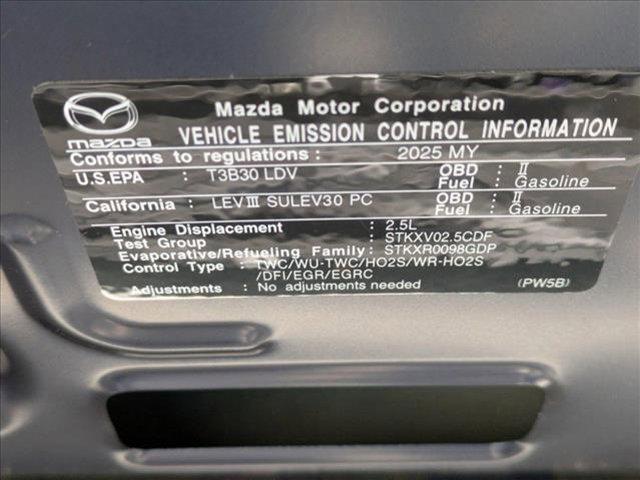 Mazda Motor Corporation
mazda
VEHICLE EMISSION CONTROL INFORMATION
Conforms to regulations : 2025 MY
U.S.EPA : T3B30 LDV OBD : II
Fuel : Gasoline
California : LEV III SULEV30 PC OBD : II
Fuel : Gasoline
Engine Displacement : 2.5L
Test Group : STKXV02.5CDF
Evaporative/Refueling Family : STKXR0098GDP
Control Type : TWC/WU-TWC/HO2S/WR-HO2S
/DFI/EGR/EGRC
Adjustments : No adjustments needed (PW5B)